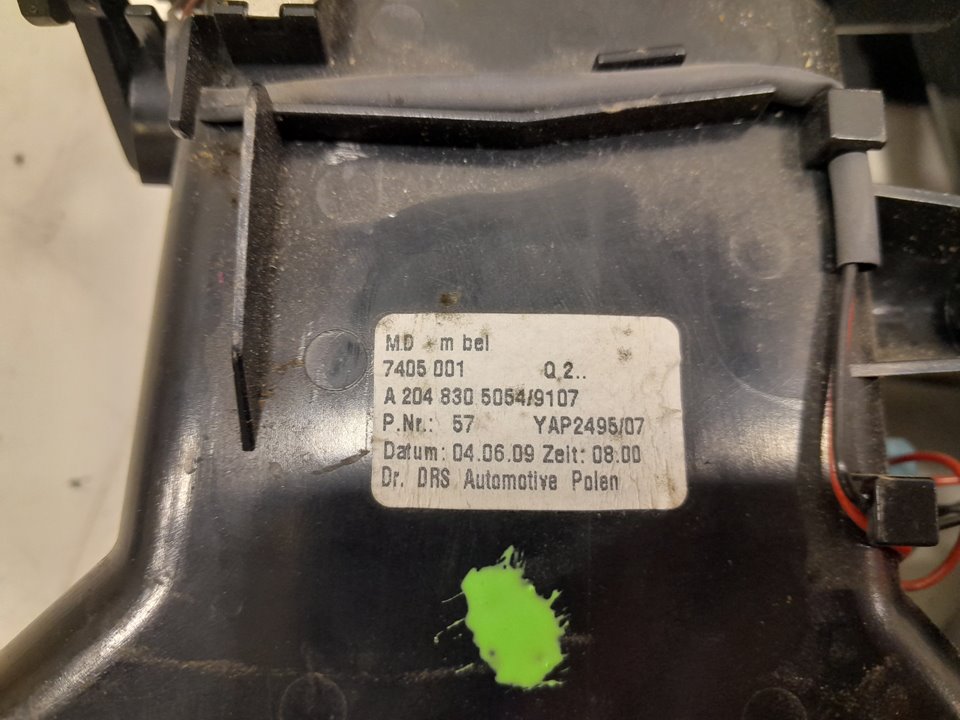 MD m bel
7405 001 Q 2..
A 204 830 5054/9107
P.Nr.: 57 YAP2495/07
Datum: 04.06.09 Zeit: 08:00
Dr. DRS Automotive Polen